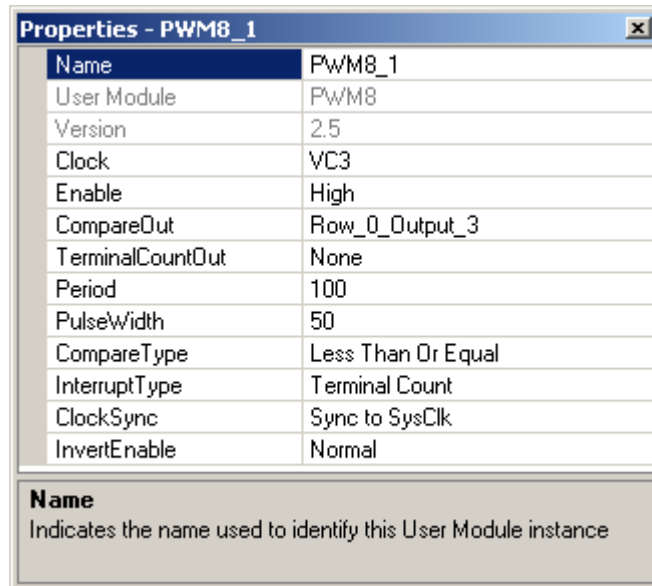 Properties - PWM8_1
Name PWM8_1
User Module PWM8
Version 2.5
Clock VC3
Enable High
CompareOut Row_0_Output_3
TerminalCountOut None
Period 100
PulseWidth 50
CompareType Less Than Or Equal
InterruptType Terminal Count
ClockSync Sync to SysClk
InvertEnable Normal
Name
Indicates the name used to identify this User Module instance